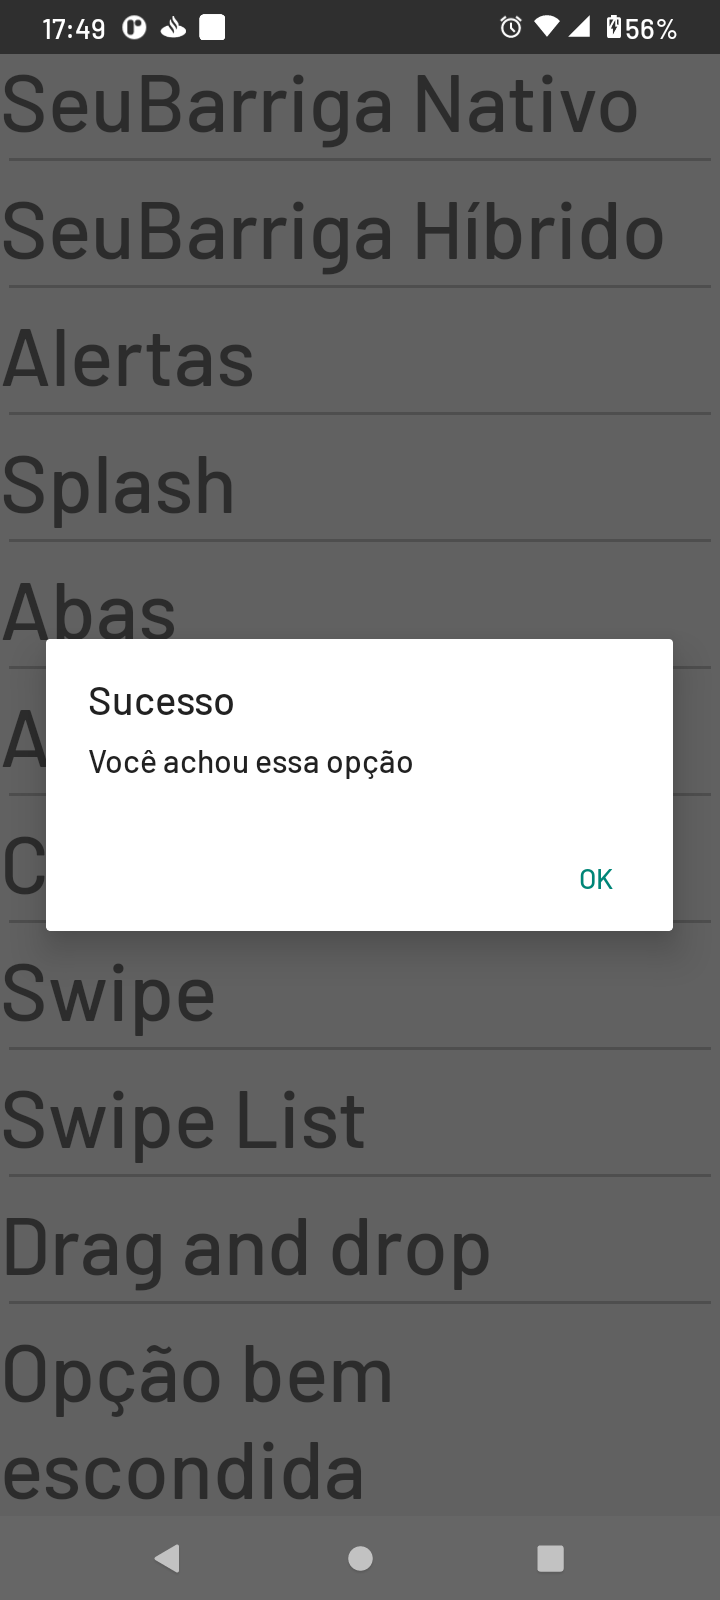 17:49 56%
SeuBarriga Nativo
SeuBarriga Híbrido
Alertas
Splash
Abas
A
Sucesso
Você achou essa opção
C
OK
Swipe
Swipe List
Drag and drop
Opção bem
escondida